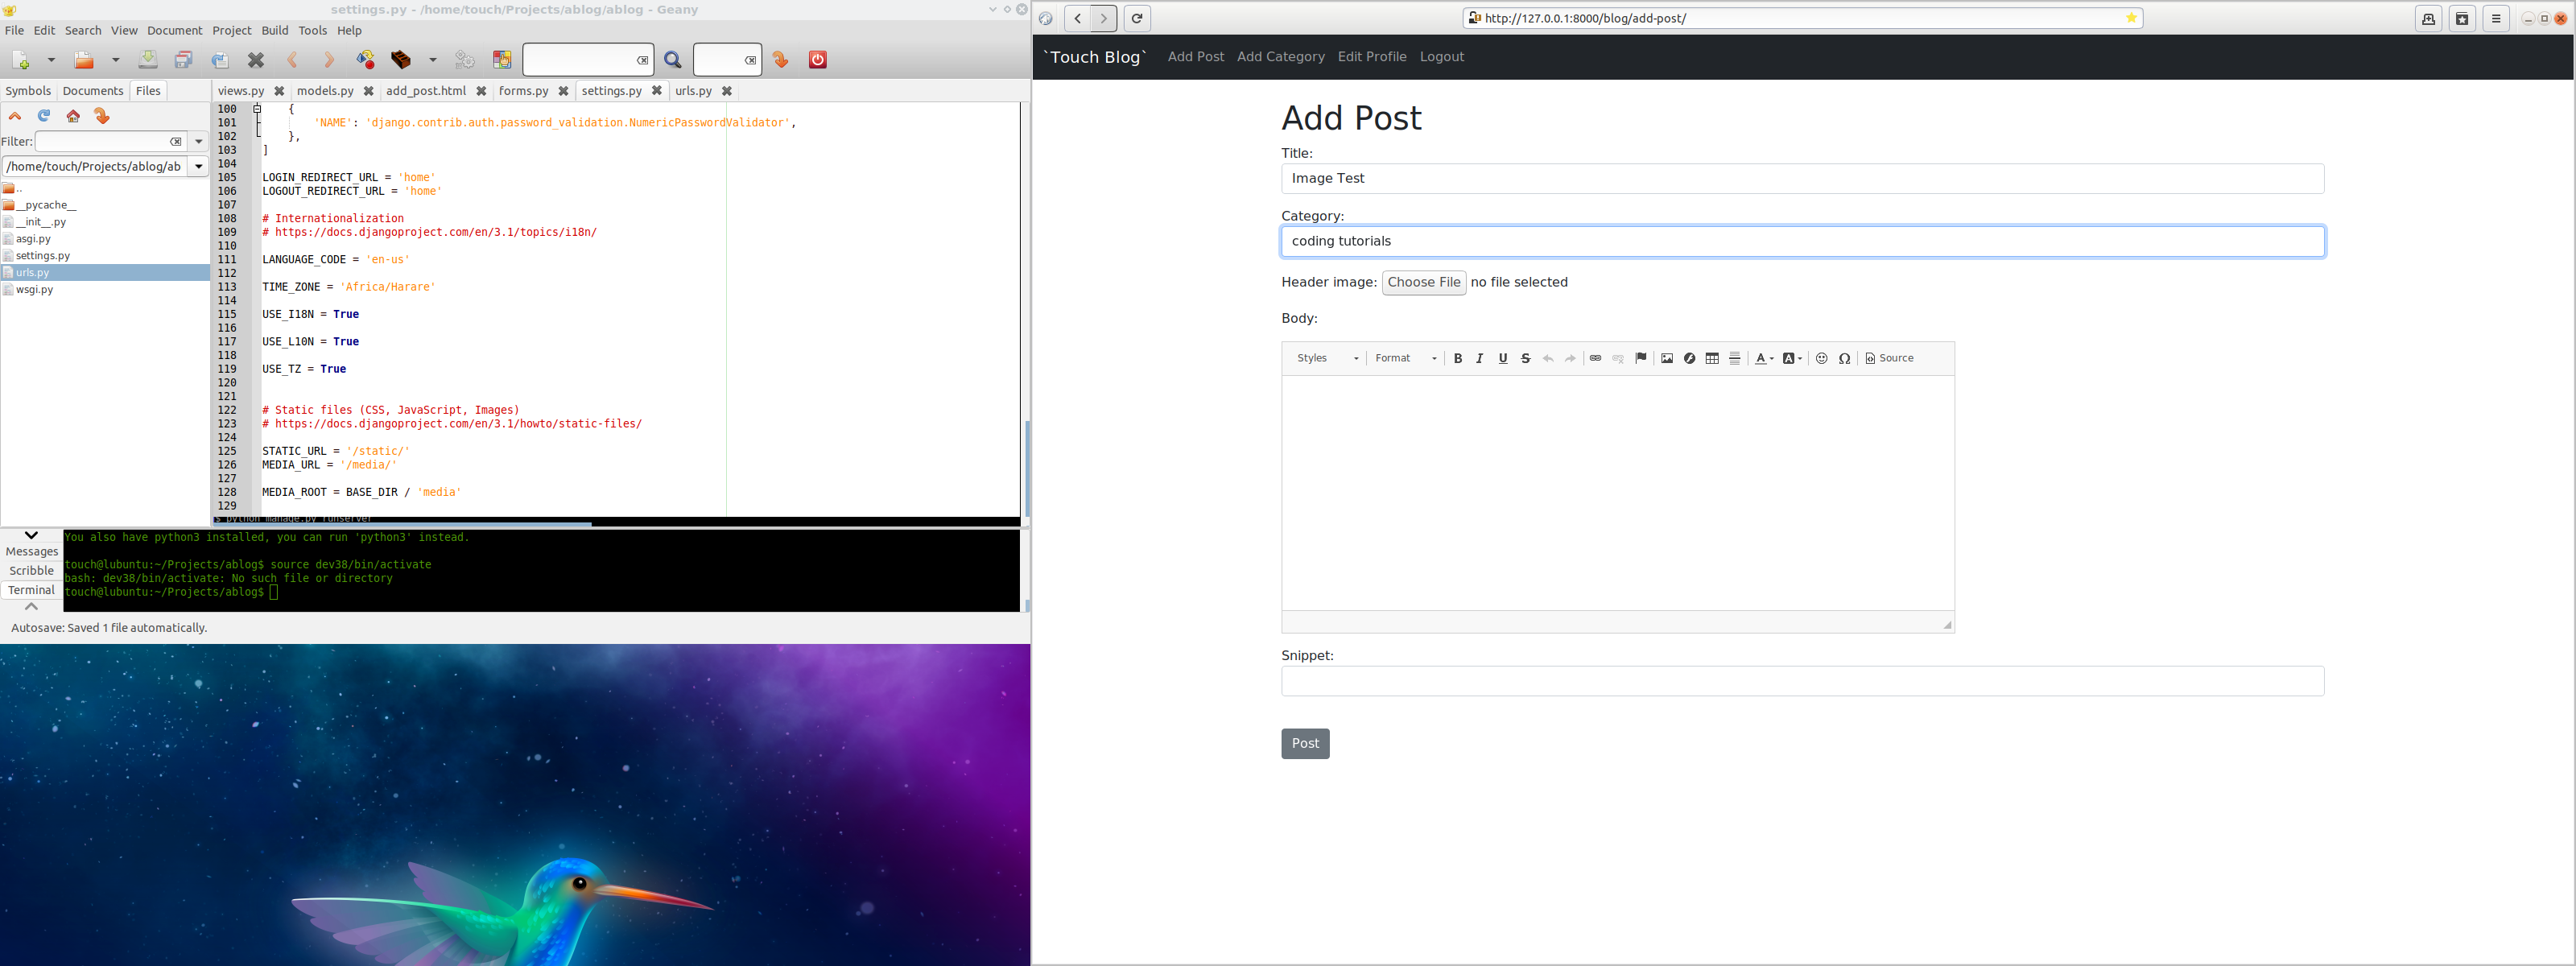 settings.py - /home/touch/Projects/ablog/ablog - Geany
File Edit Search View Document Project Build Tools Help
Symbols Documents Files
views.py models.py add_post.html forms.py settings.py urls.py
Filter:
/home/touch/Projects/ablog/ab
..
__pycache__
__init__.py
asgi.py
settings.py
urls.py
wsgi.py
100 {
101 'NAME': 'django.contrib.auth.password_validation.NumericPasswordValidator',
102 },
103 ]
104
105 LOGIN_REDIRECT_URL = 'home'
106 LOGOUT_REDIRECT_URL = 'home'
107
108 # Internationalization
109 # https://docs.djangoproject.com/en/3.1/topics/i18n/
110
111 LANGUAGE_CODE = 'en-us'
112
113 TIME_ZONE = 'Africa/Harare'
114
115 USE_I18N = True
116
117 USE_L10N = True
118
119 USE_TZ = True
120
121
122 # Static files (CSS, JavaScript, Images)
123 # https://docs.djangoproject.com/en/3.1/howto/static-files/
124
125 STATIC_URL = '/static/'
126 MEDIA_URL = '/media/'
127
128 MEDIA_ROOT = BASE_DIR / 'media'
129
$ python manage.py runserver
Messages
Scribble
Terminal
You also have python3 installed, you can run 'python3' instead.
touch@lubuntu:~/Projects/ablog$ source dev38/bin/activate
bash: dev38/bin/activate: No such file or directory
touch@lubuntu:~/Projects/ablog$
Autosave: Saved 1 file automatically.
http://127.0.0.1:8000/blog/add-post/
`Touch Blog` Add Post Add Category Edit Profile Logout
Add Post
Title:
Image Test
Category:
coding tutorials
Header image: Choose File no file selected
Body:
Styles Format B I U S A A Ω Source
Snippet:
Post